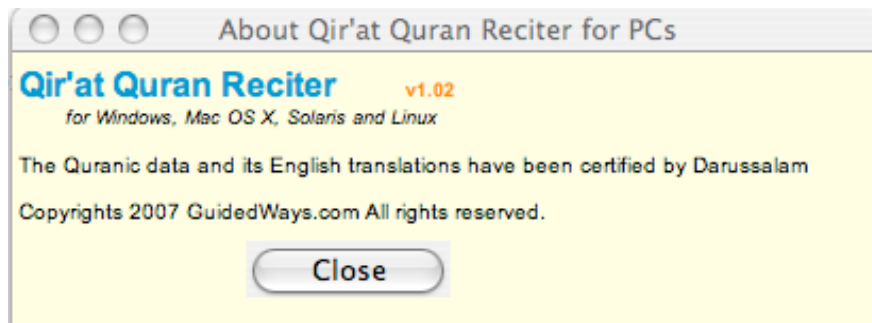 About Qir'at Quran Reciter for PCs
Qir'at Quran Reciter v1.02
for Windows, Mac OS X, Solaris and Linux
The Quranic data and its English translations have been certified by Darussalam
Copyrights 2007 GuidedWays.com All rights reserved.
Close